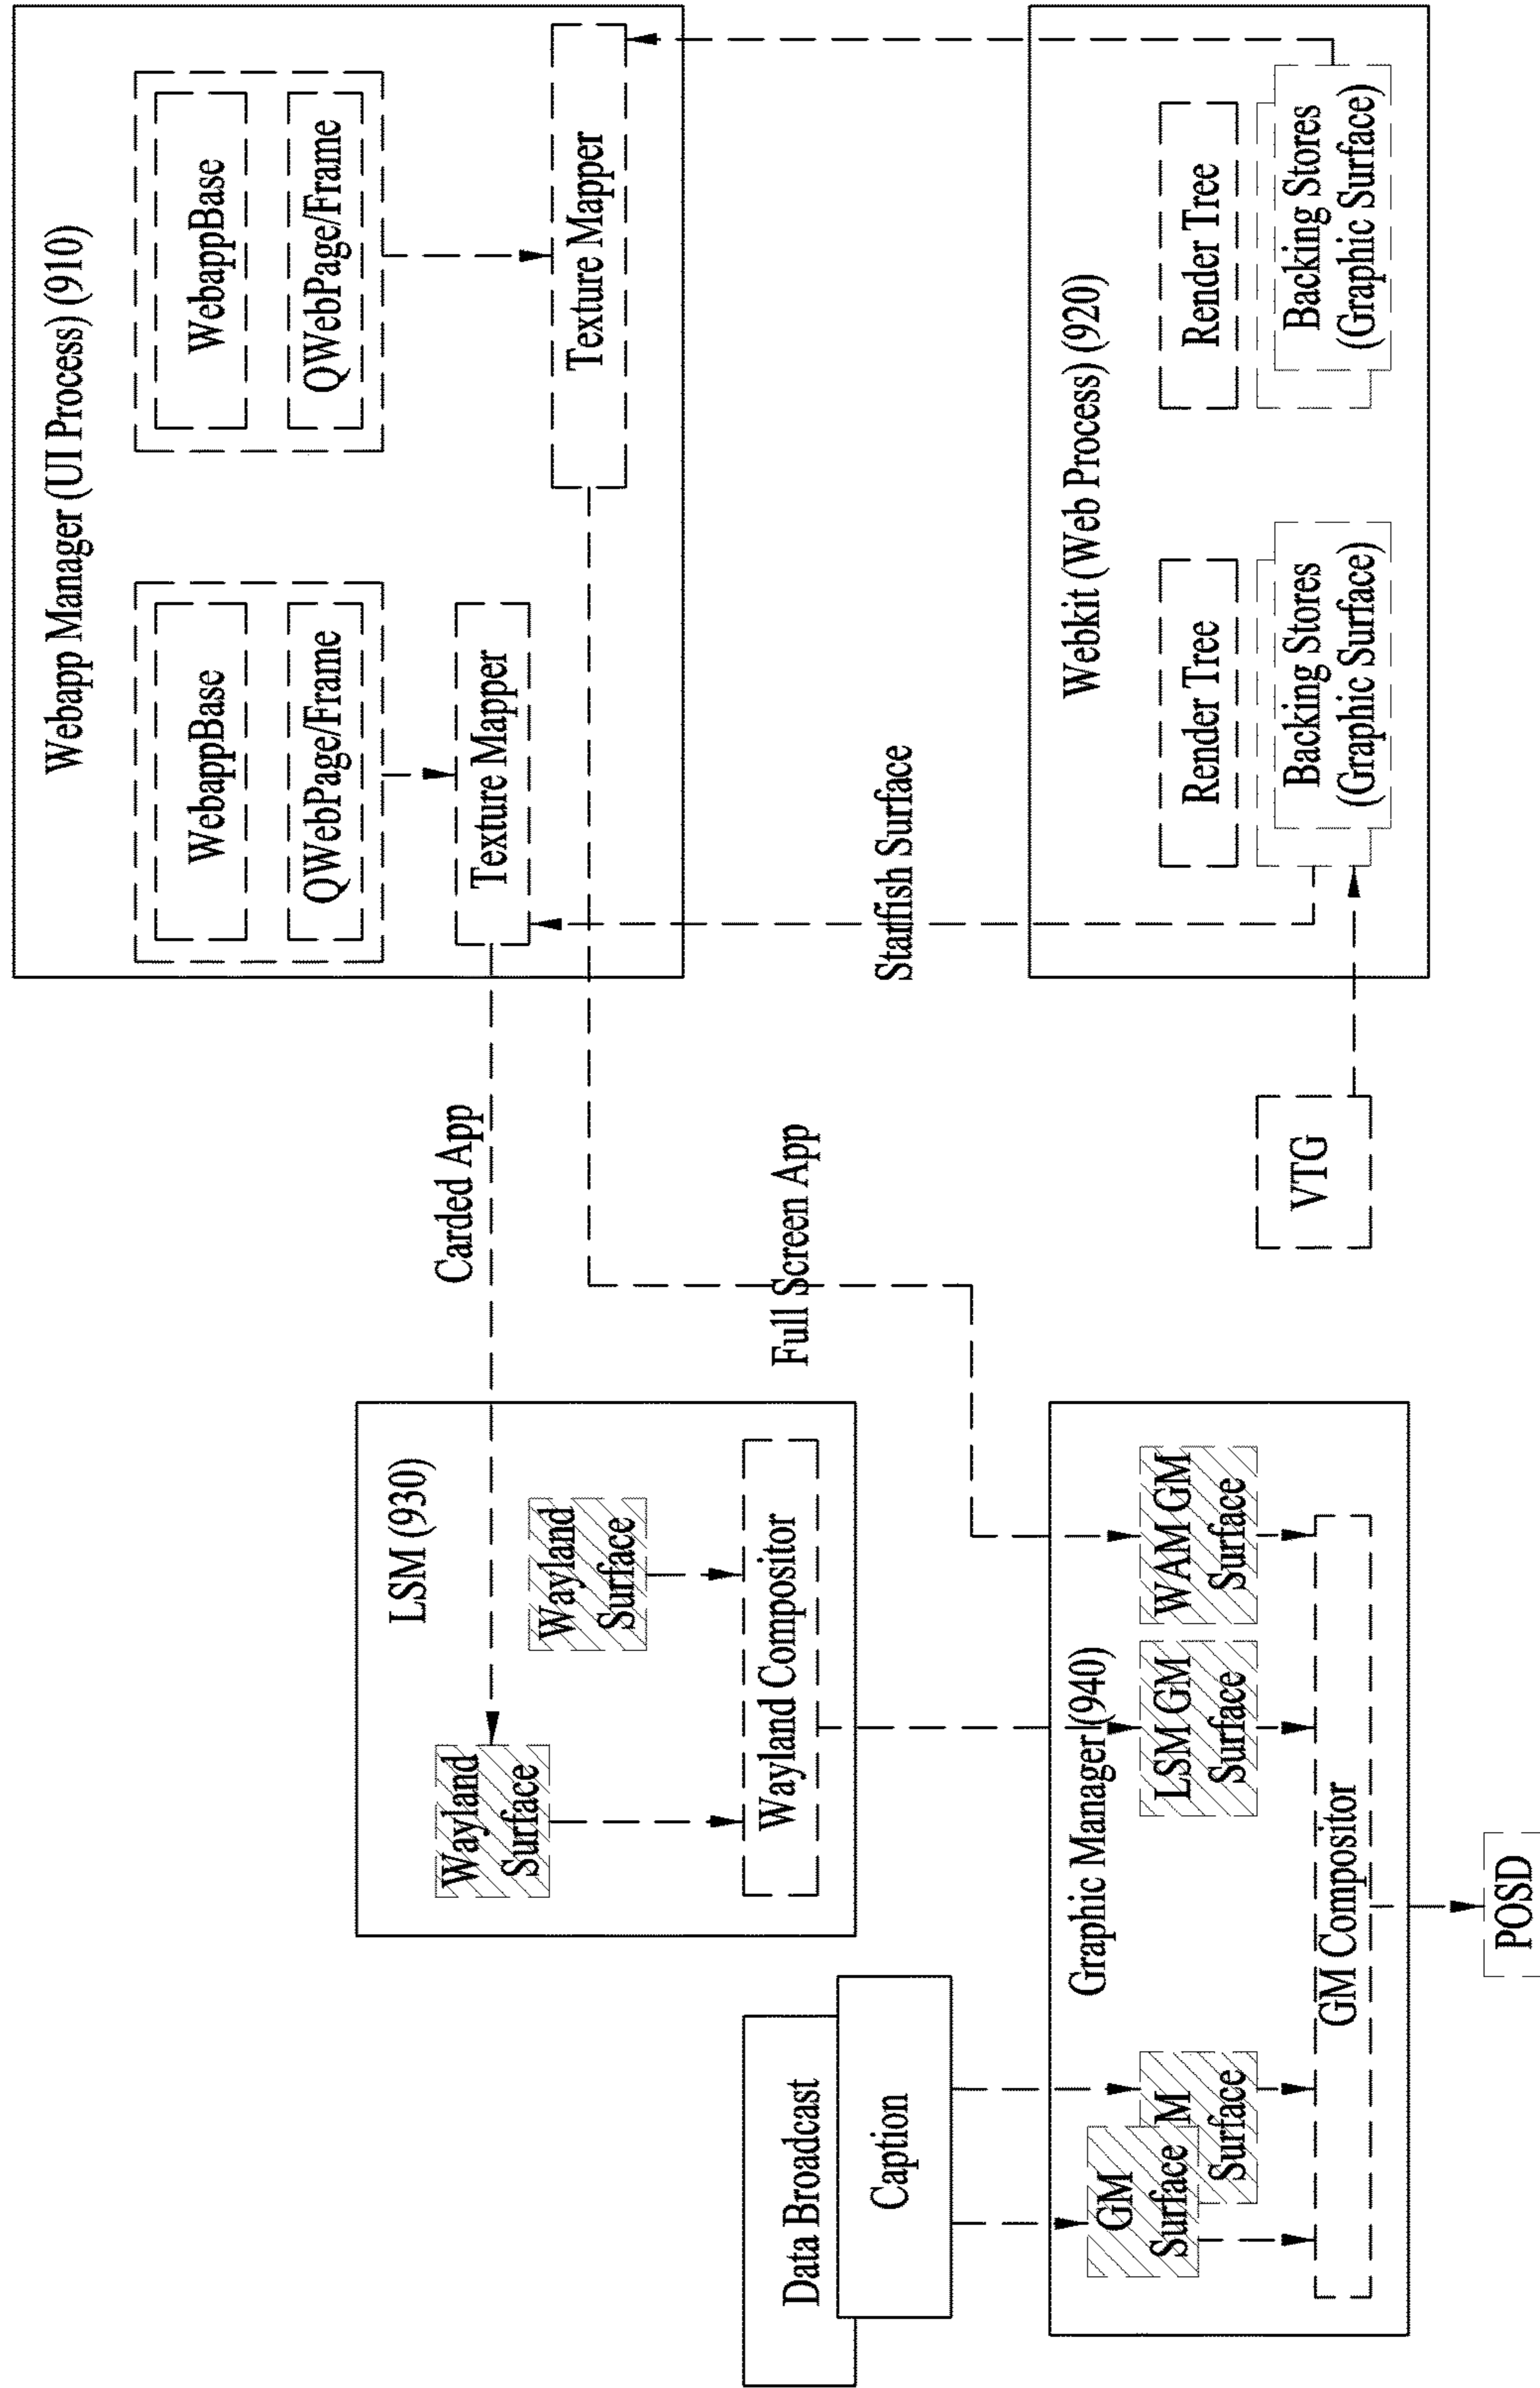 Webapp Manager (UI Process) (910)
WebappBase
QWebPage/Frame
Texture Mapper
WebappBase
QWebPage/Frame
Texture Mapper
Carded App
Full Screen App
Starfish Surface
LSM (930)
Wayland
Surface
Wayland
Surface
Wayland Compositor
Data Broadcast
Caption
Graphic Manager (940)
GM
Surface
M
Surface
LSM GM
Surface
WAM GM
Surface
GM Compositor
POSD
VTG
Webkit (Web Process) (920)
Render Tree
Backing Stores
(Graphic Surface)
Render Tree
Backing Stores
(Graphic Surface)